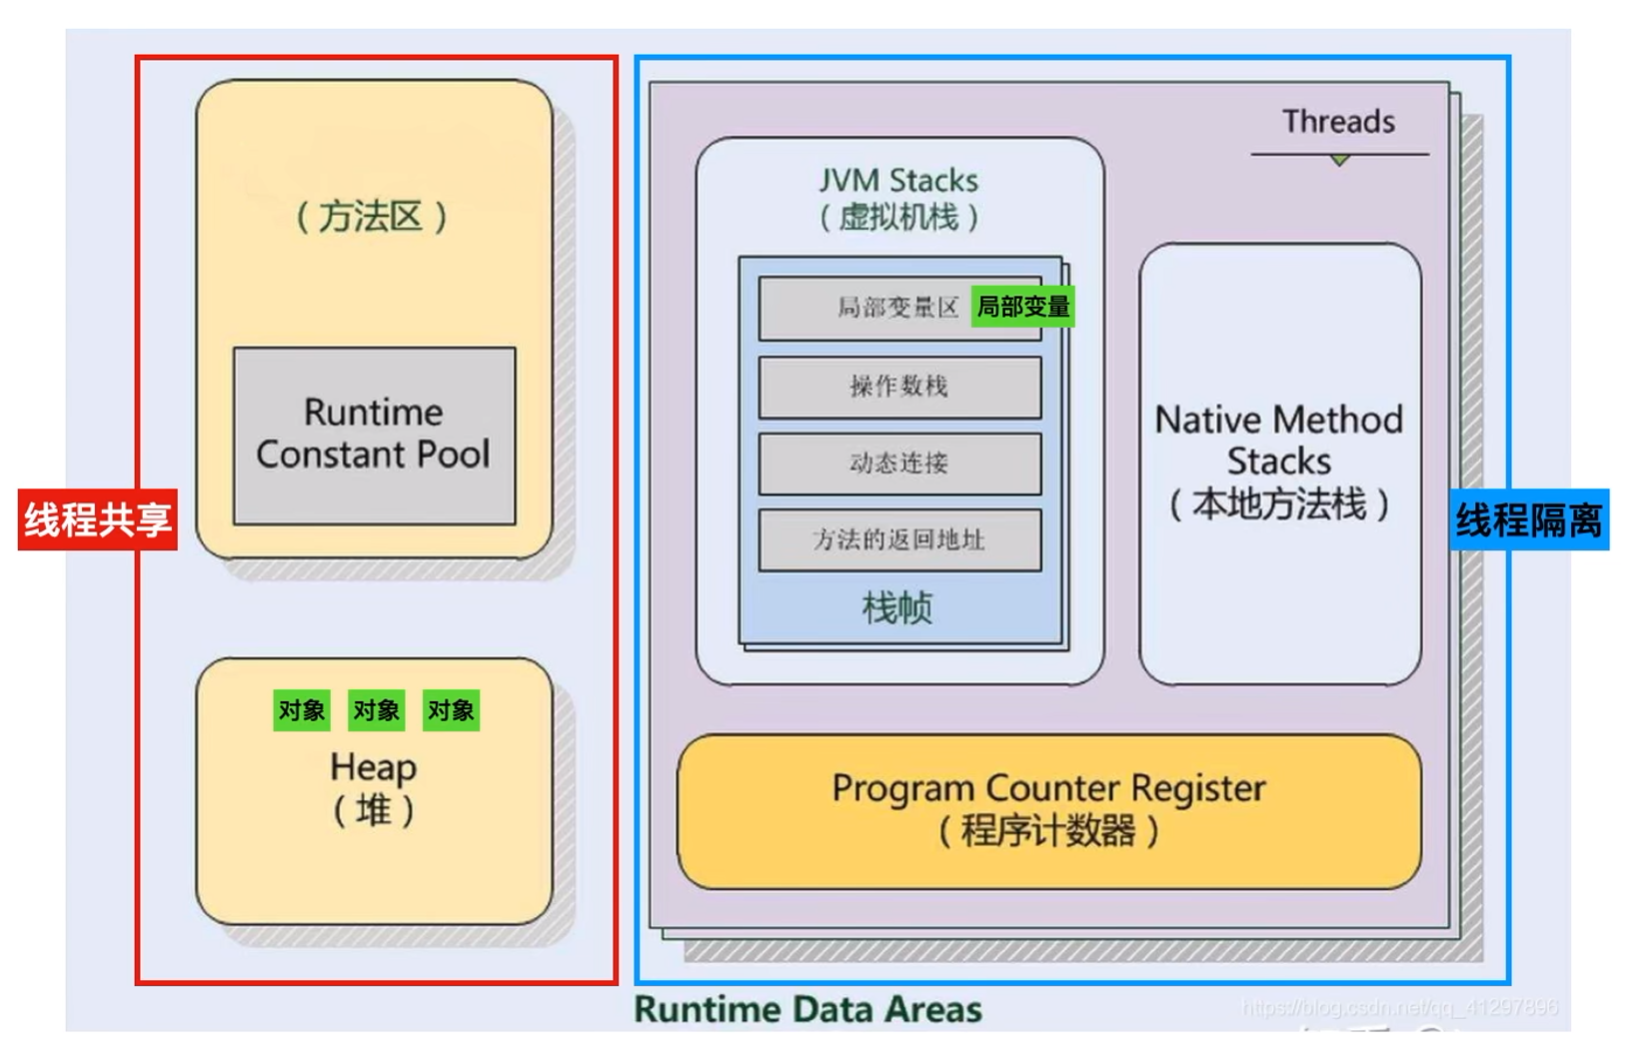 （方法区）
Runtime
Constant Pool
线程共享
对象 对象 对象
Heap
（堆）
Threads
JVM Stacks
（虚拟机栈）
局部变量区 局部变量
操作数栈
动态连接
方法的返回地址
栈帧
Native Method
Stacks
（本地方法栈）
线程隔离
Program Counter Register
（程序计数器）
Runtime Data Areas
https://blog.csdn.net/qq_41297896